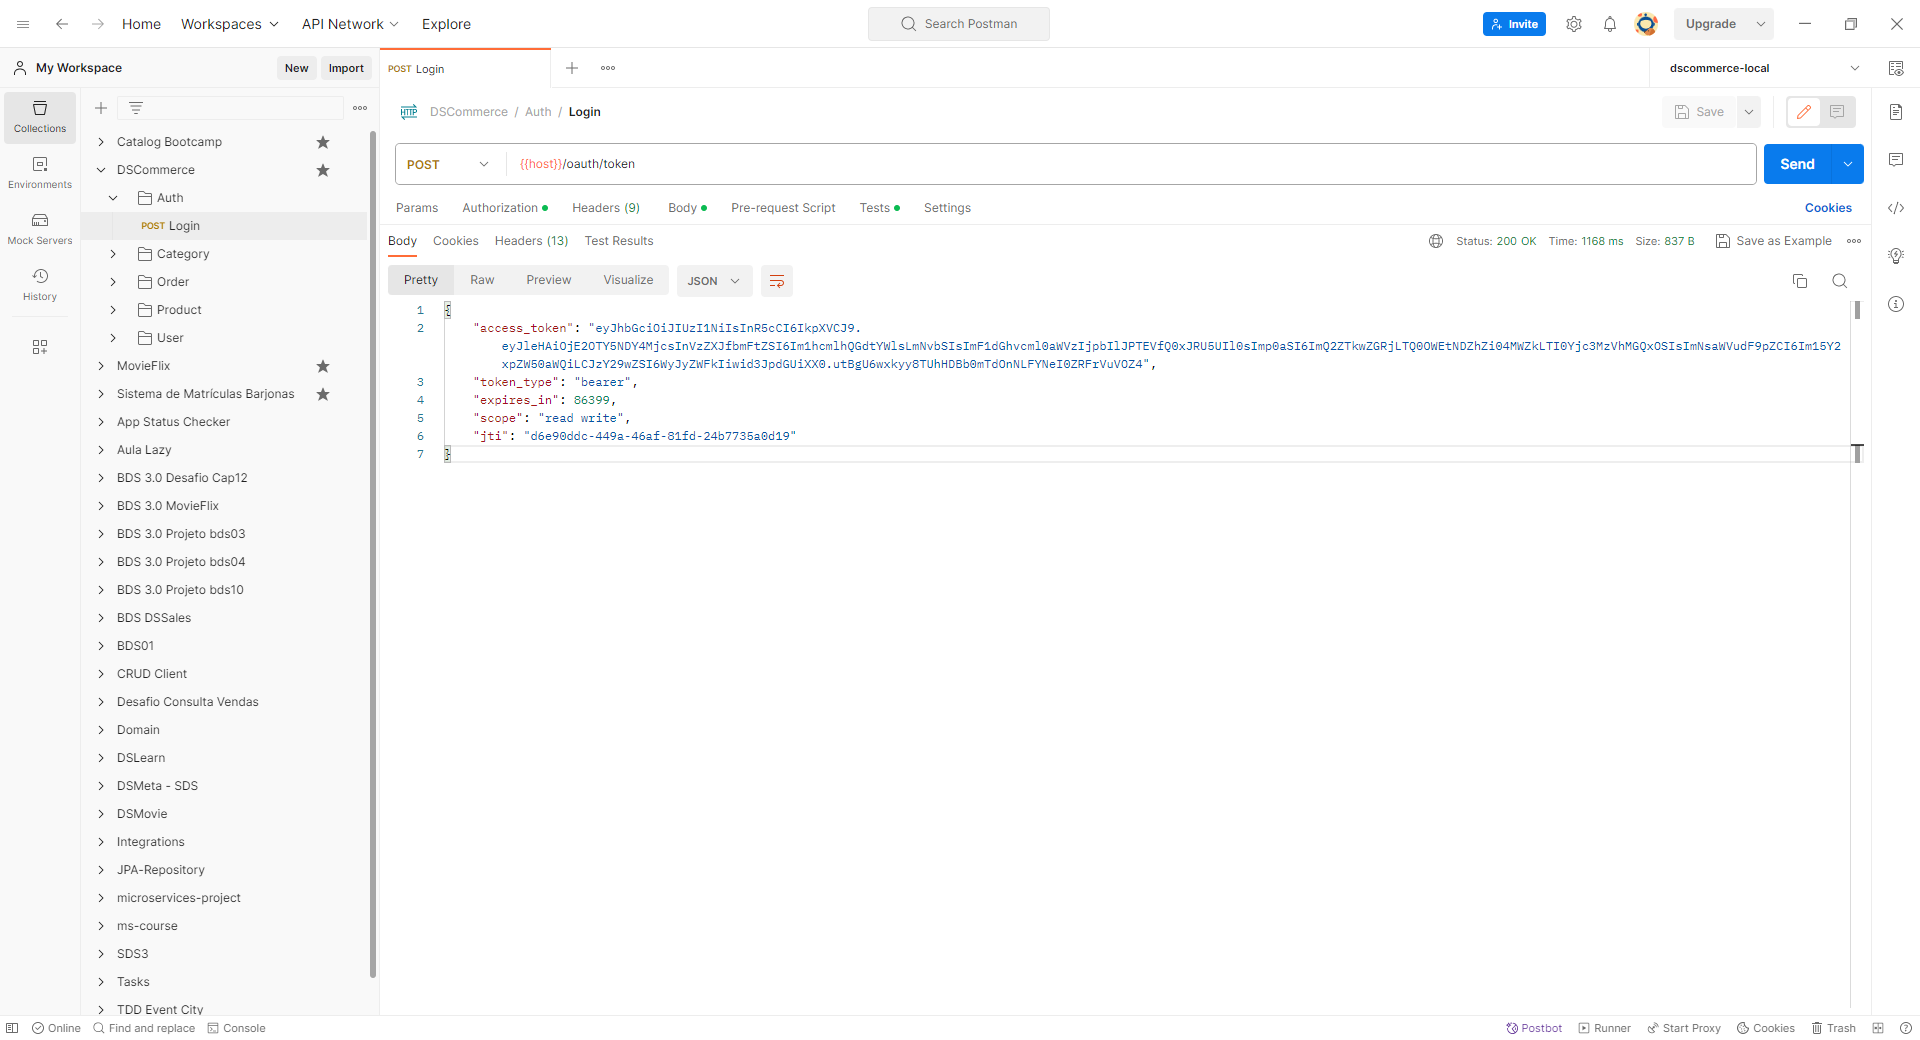 Home Workspaces API Network Explore Search Postman Invite Upgrade
My Workspace New Import POST Login dscommerce-local
Collections
Environments
Mock Servers
History
Catalog Bootcamp
DSCommerce
Auth
POST Login
Category
Order
Product
User
MovieFlix
Sistema de Matrículas Barjonas
App Status Checker
Aula Lazy
BDS 3.0 Desafio Cap12
BDS 3.0 MovieFlix
BDS 3.0 Projeto bds03
BDS 3.0 Projeto bds04
BDS 3.0 Projeto bds10
BDS DSSales
BDS01
CRUD Client
Desafio Consulta Vendas
Domain
DSLearn
DSMeta - SDS
DSMovie
Integrations
JPA-Repository
microservices-project
ms-course
SDS3
Tasks
TDD Event City
HTTP DSCommerce / Auth / Login Save
POST {{host}}/oauth/token Send
Params Authorization Headers (9) Body Pre-request Script Tests Settings Cookies
Body Cookies Headers (13) Test Results Status: 200 OK Time: 1168 ms Size: 837 B Save as Example
Pretty Raw Preview Visualize JSON
1 {
2 "access_token": "eyJhbGciOiJIUzI1NiIsInR5cCI6IkpXVCJ9.
3 "token_type": "bearer",
4 "expires_in": 86399,
5 "scope": "read write",
6 "jti": "d6e90ddc-449a-46af-81fd-24b7735a0d19"
7 }
Online Find and replace Console Postbot Runner Start Proxy Cookies Trash